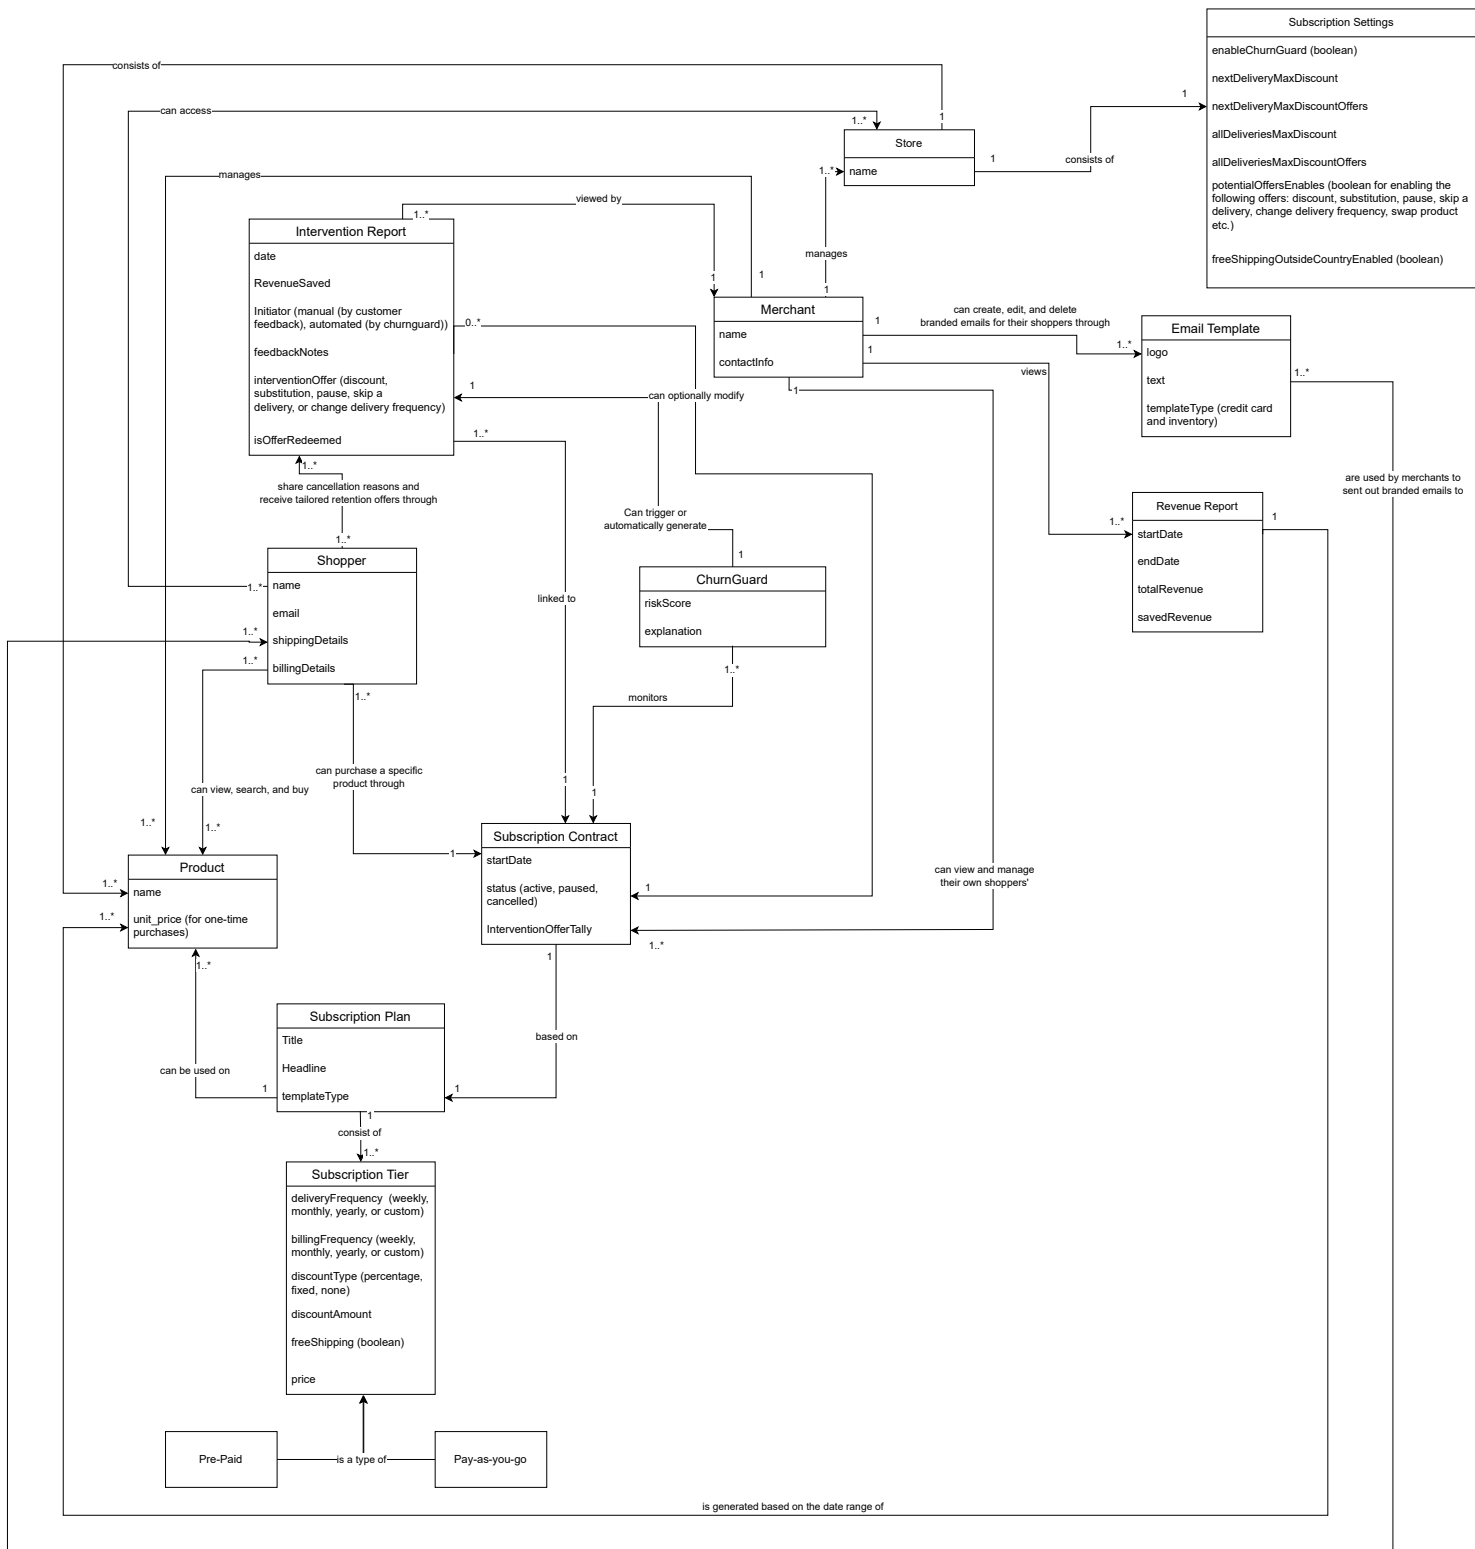 Subscription Settings
enableChurnGuard (boolean)
nextDeliveryMaxDiscount
nextDeliveryMaxDiscountOffers
allDeliveriesMaxDiscount
allDeliveriesMaxDiscountOffers
potentialOffersEnables (boolean for enabling the
following offers: discount, substitution, pause, skip a
delivery, change delivery frequency, swap product
etc.)
freeShippingOutsideCountryEnabled (boolean)
consists of
can access
1..*
1
1
Store
name
1
consists of
1..*
manages
manages
1
viewed by
1..*
1
1
1..*
Intervention Report
date
RevenueSaved
Initiator (manual (by customer
feedback), automated (by churnguard))
feedbackNotes
interventionOffer (discount,
substitution, pause, skip a
delivery, or change delivery frequency)
isOfferRedeemed
0..*
1
1..*
1..*
Merchant
name
contactInfo
1
can create, edit, and delete
branded emails for their shoppers through
1..*
1
views
1
Email Template
logo
text
templateType (credit card
and inventory)
1..*
can optionally modify
share cancellation reasons and
receive tailored retention offers through
1..*
Can trigger or
automatically generate
1
are used by merchants to
sent out branded emails to
Revenue Report
startDate
endDate
totalRevenue
savedRevenue
1..*
1
Shopper
name
email
shippingDetails
billingDetails
1..*
1..*
1..*
1..*
ChurnGuard
riskScore
explanation
1..*
linked to
monitors
can purchase a specific
product through
can view, search, and buy
1
1
1..*
1..*
1
Subscription Contract
startDate
status (active, paused,
cancelled)
InterventionOfferTally
1
1..*
1
can view and manage
their own shoppers'
Product
name
unit_price (for one-time
purchases)
1..*
1..*
1..*
Subscription Plan
Title
Headline
templateType
based on
can be used on
1
1
1
consist of
1..*
Subscription Tier
deliveryFrequency (weekly,
monthly, yearly, or custom)
billingFrequency (weekly,
monthly, yearly, or custom)
discountType (percentage,
fixed, none)
discountAmount
freeShipping (boolean)
price
Pre-Paid
is a type of
Pay-as-you-go
is generated based on the date range of